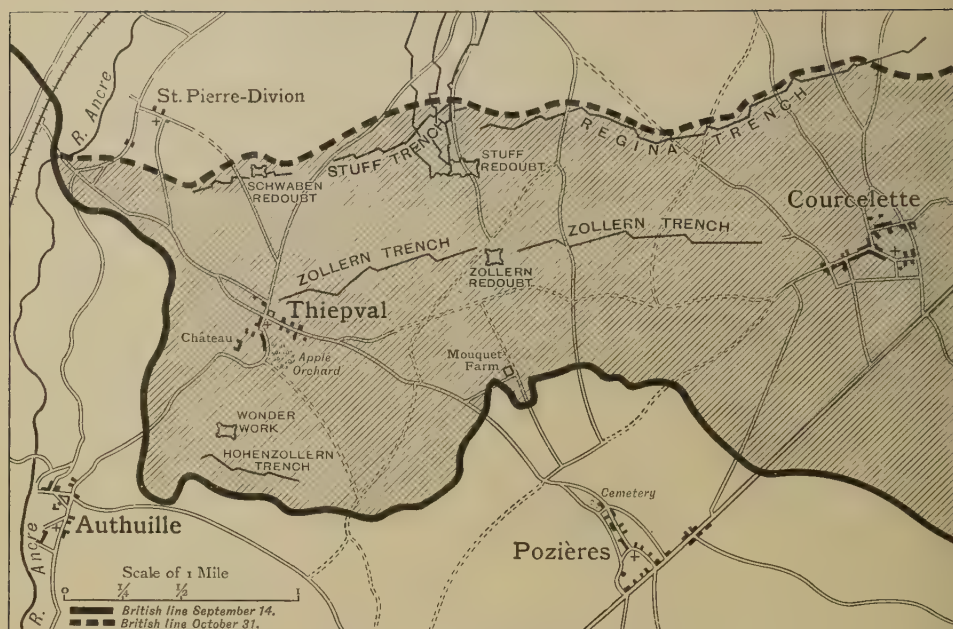 R. Ancre
St. Pierre-Divion
SCHWABEN
REDOUBT
STUFF TRENCH
STUFF
REDOUBT
REGINA TRENCH
Courcelette
ZOLLERN TRENCH
ZOLLERN TRENCH
ZOLLERN
REDOUBT
Thiepval
Château
Apple
Orchard
Mouquet
Farm
WONDER
WORK
HOHENZOLLERN
TRENCH
Authuille
R. Ancre
Cemetery
Pozières
Scale of 1 Mile
0 ¼ ½ 1
British line September 14.
British line October 31.